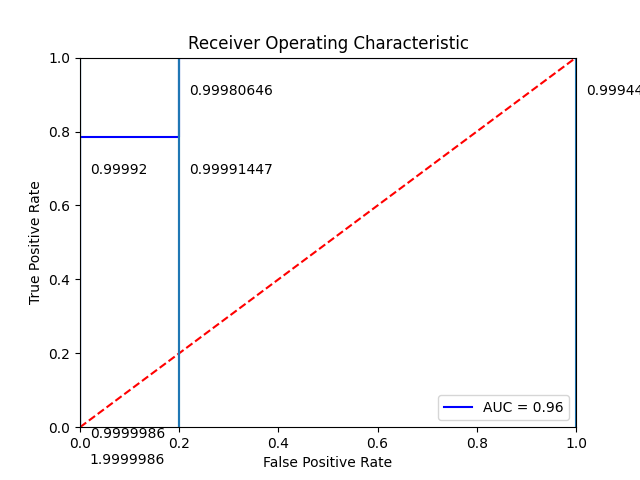 Receiver Operating Characteristic
1.0
0.99980646
0.99944
0.8
0.99992
0.99991447
0.6
True Positive Rate
0.4
0.2
AUC = 0.96
0.0
0.9999986
0.0 0.2 0.4 0.6 0.8 1.0
1.9999986
False Positive Rate